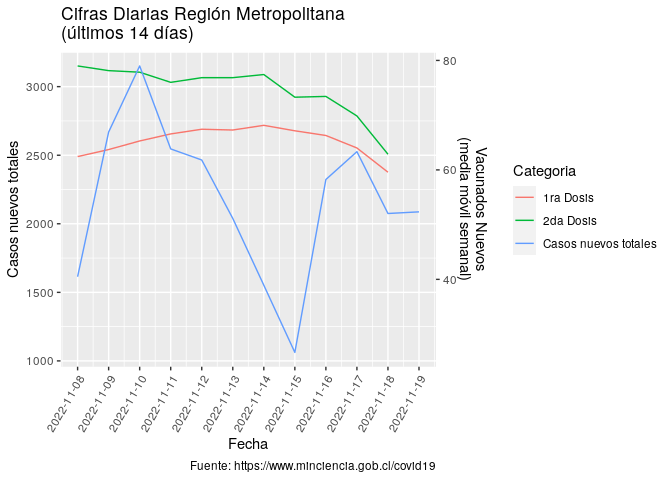 Cifras Diarias Región Metropolitana
(últimos 14 días)
Casos nuevos totales
3000
2500
2000
1500
1000
80
60
40
Vacunados Nuevos
(media móvil semanal)
2022-11-08
2022-11-09
2022-11-10
2022-11-11
2022-11-12
2022-11-13
2022-11-14
2022-11-15
2022-11-16
2022-11-17
2022-11-18
2022-11-19
Fecha
Categoria
1ra Dosis
2da Dosis
Casos nuevos totales
Fuente: https://www.minciencia.gob.cl/covid19